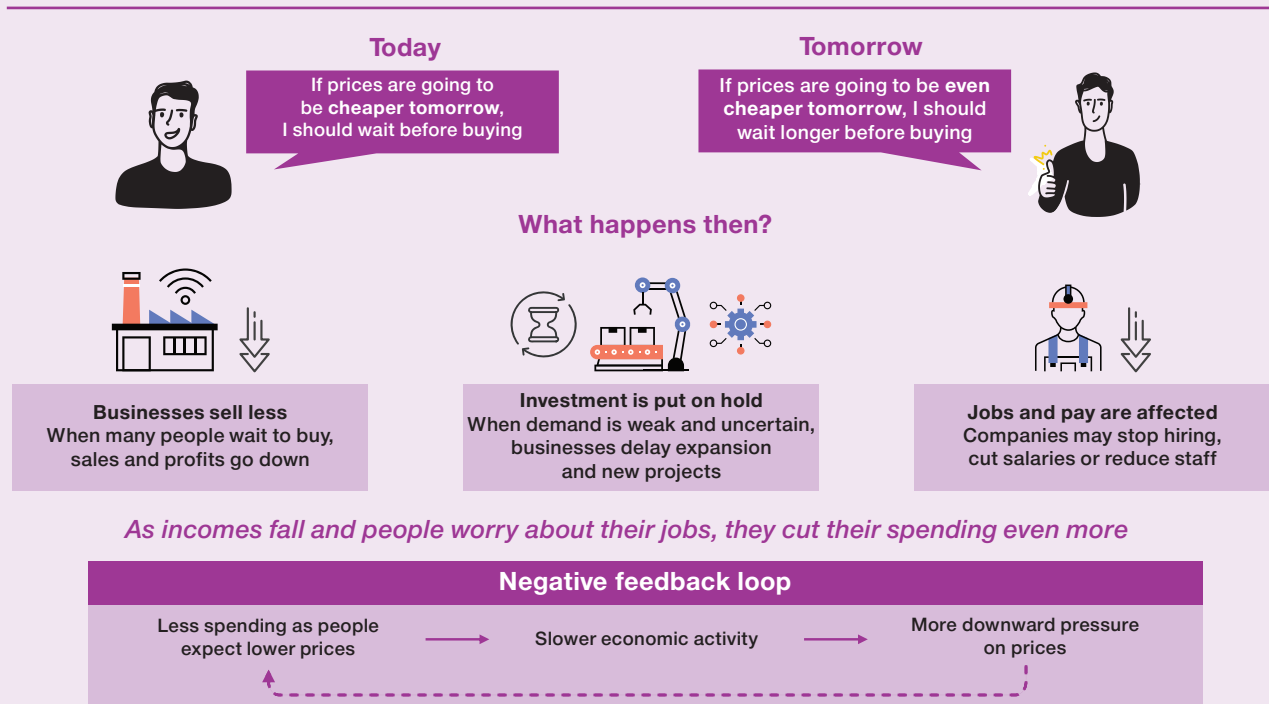 Today
If prices are going to
be cheaper tomorrow,
I should wait before buying
Tomorrow
If prices are going to be even
cheaper tomorrow, I should
wait longer before buying
What happens then?
Businesses sell less
When many people wait to buy,
sales and profits go down
Investment is put on hold
When demand is weak and uncertain,
businesses delay expansion
and new projects
Jobs and pay are affected
Companies may stop hiring,
cut salaries or reduce staff
As incomes fall and people worry about their jobs, they cut their spending even more
Negative feedback loop
Less spending as people
expect lower prices
Slower economic activity
More downward pressure
on prices